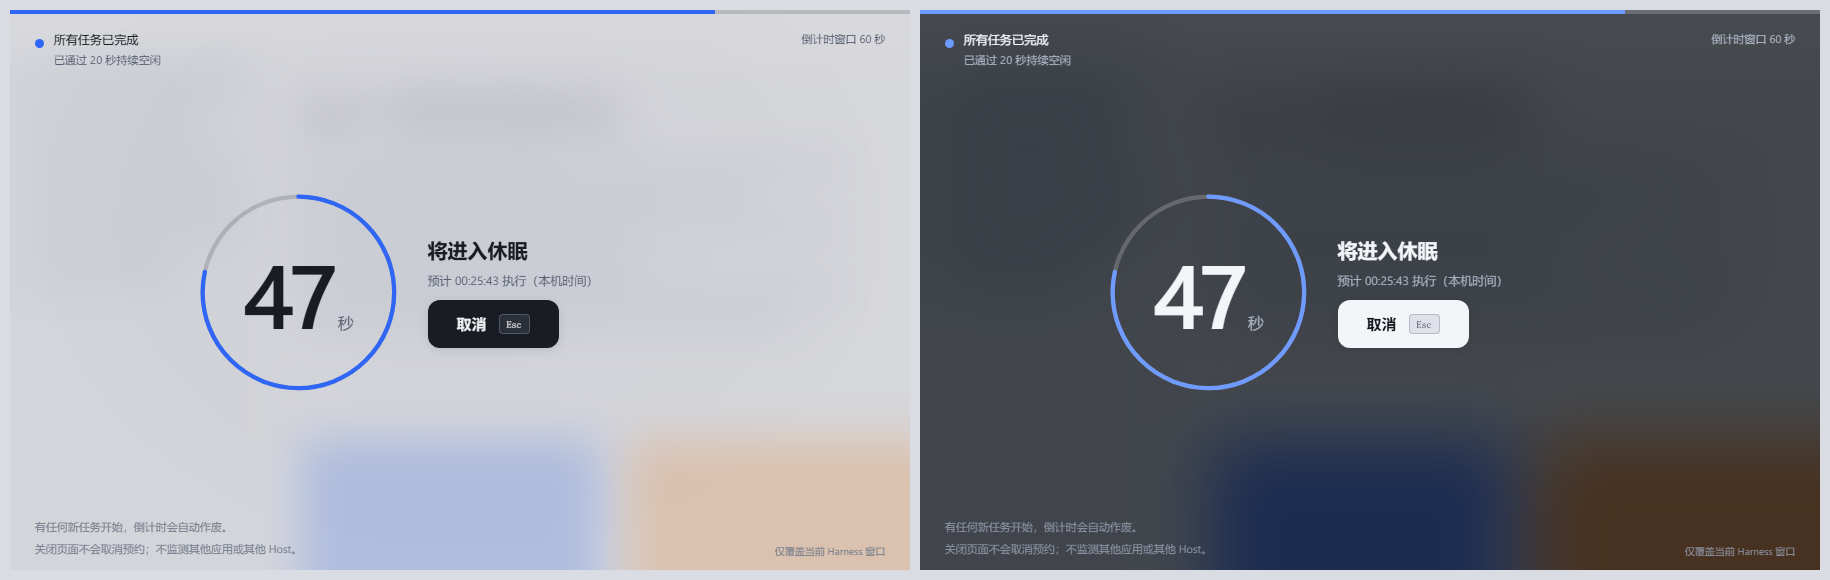 所有任务已完成
已通过 20 秒持续空闲
倒计时窗口 60 秒
47 秒
将进入休眠
预计 00:25:43 执行（本机时间）
取消 Esc
有任何新任务开始，倒计时会自动作废。
关闭页面不会取消预约；不监测其他应用或其他 Host。
仅覆盖当前 Harness 窗口
所有任务已完成
已通过 20 秒持续空闲
倒计时窗口 60 秒
47 秒
将进入休眠
预计 00:25:43 执行（本机时间）
取消 Esc
有任何新任务开始，倒计时会自动作废。
关闭页面不会取消预约；不监测其他应用或其他 Host。
仅覆盖当前 Harness 窗口